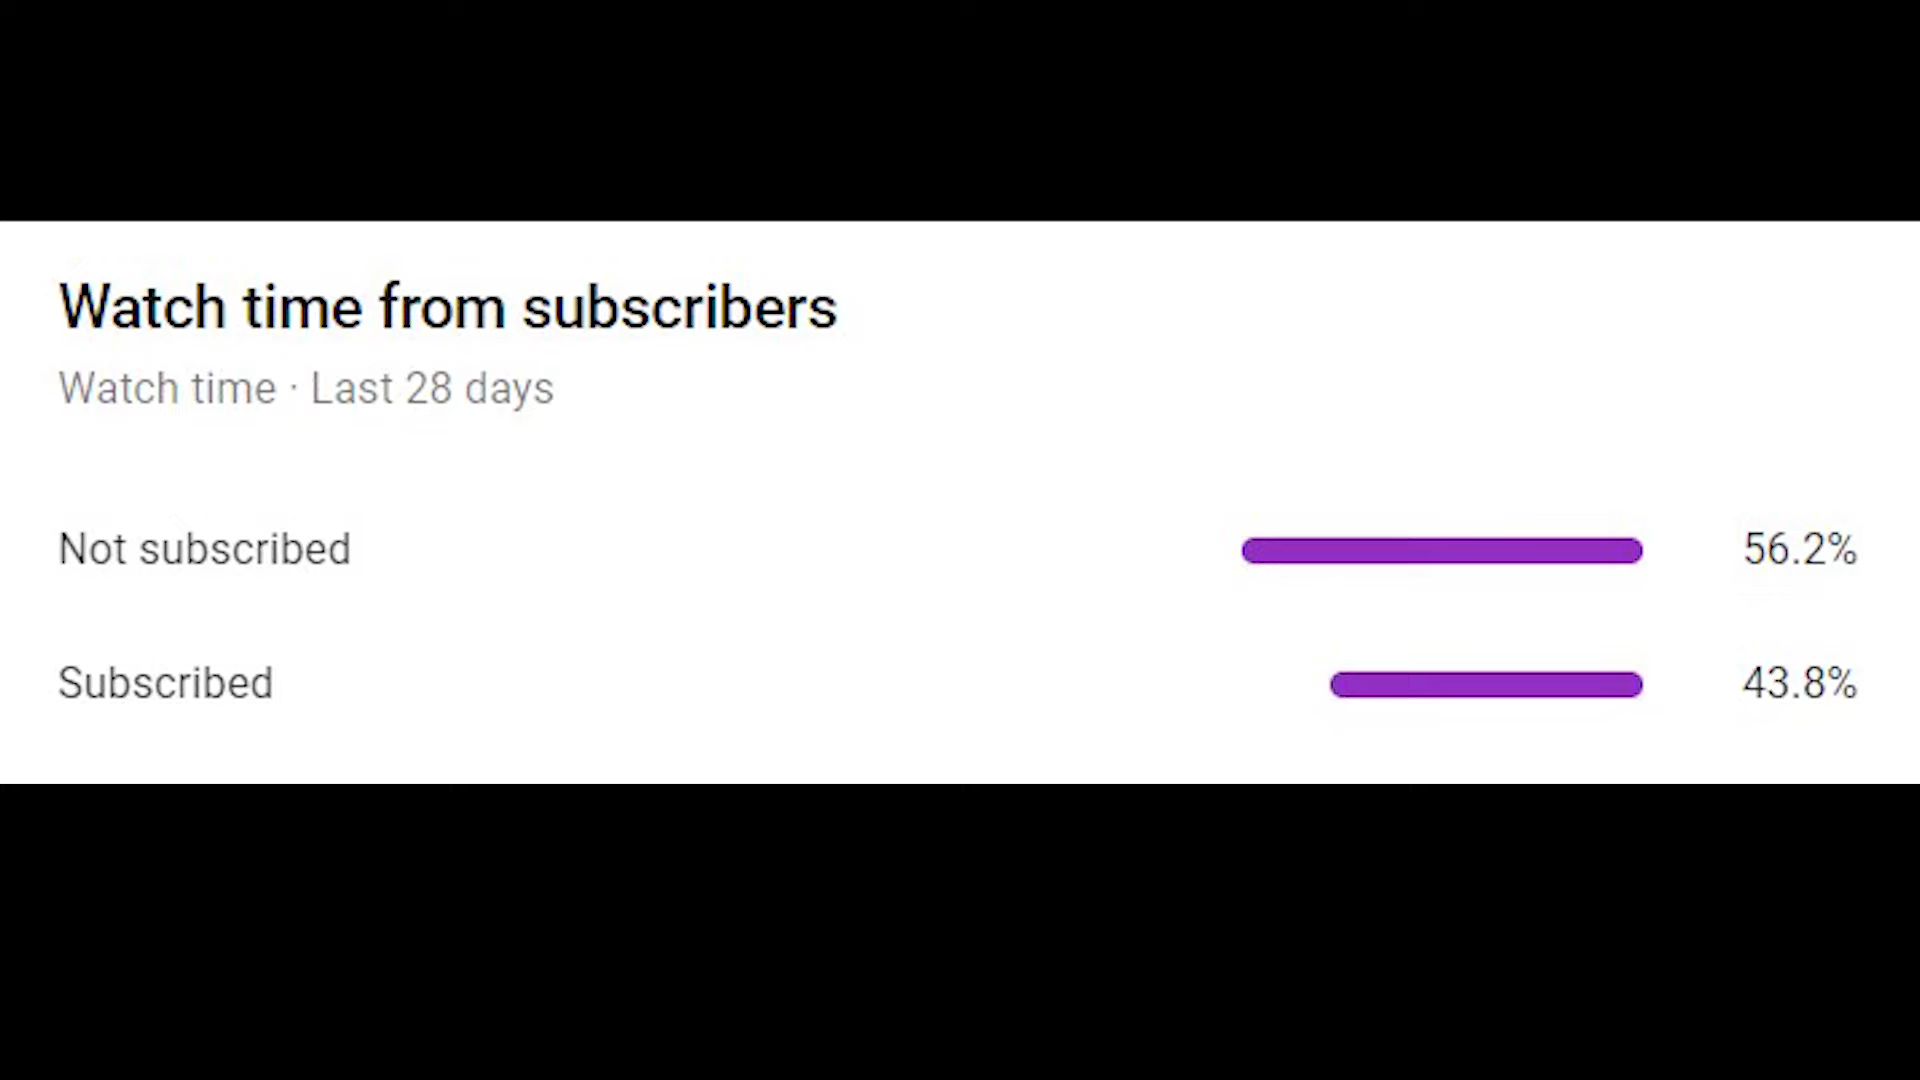 Watch time from subscribers
Watch time · Last 28 days
Not subscribed 56.2%
Subscribed 43.8%